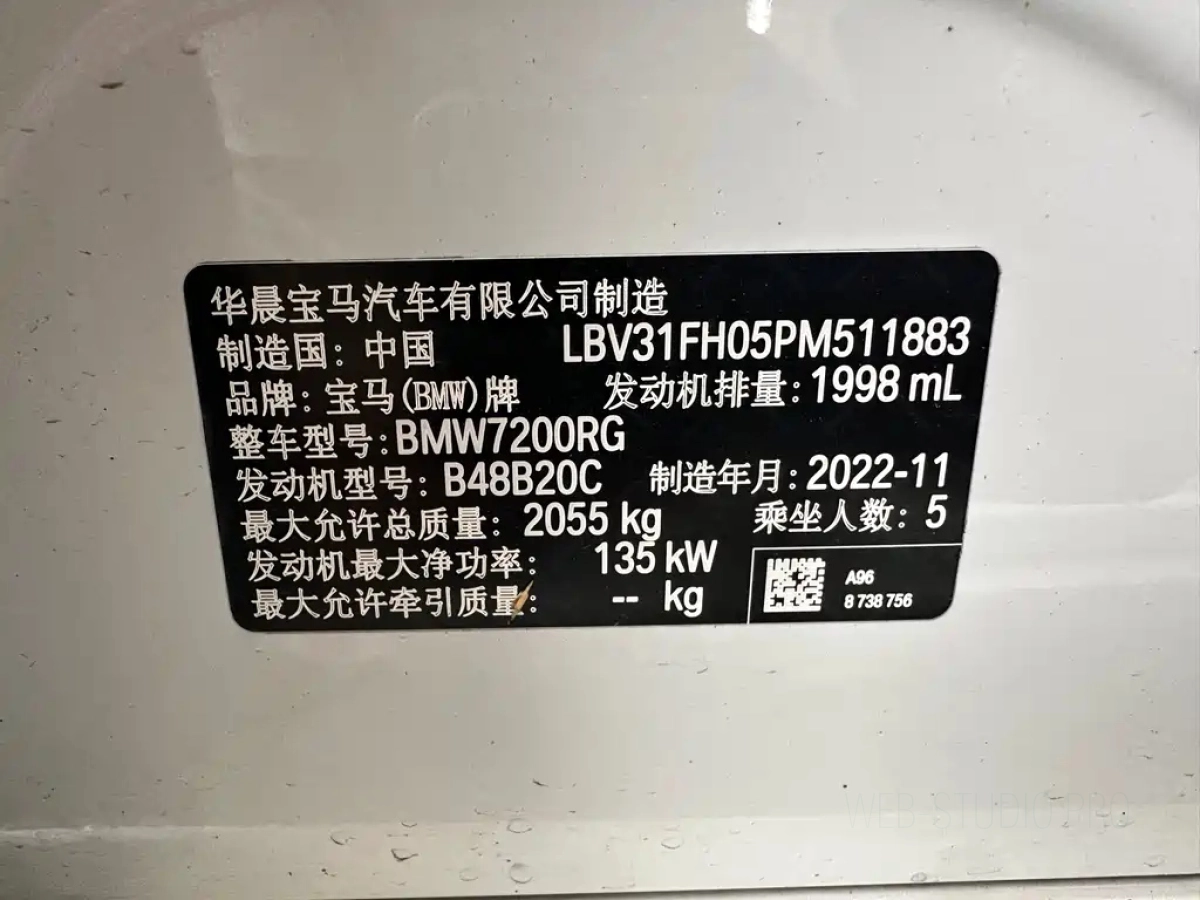 华晨宝马汽车有限公司制造
制造国：中国 LBV31FH05PM511883
品牌：宝马(BMW)牌 发动机排量：1998 mL
整车型号：BMW7200RG
发动机型号：B48B20C 制造年月：2022-11
最大允许总质量：2055 kg 乘坐人数：5
发动机最大净功率：135 kW
最大允许牵引质量：-- kg
A96
8 738 756
WEB-STUDIO.PRO